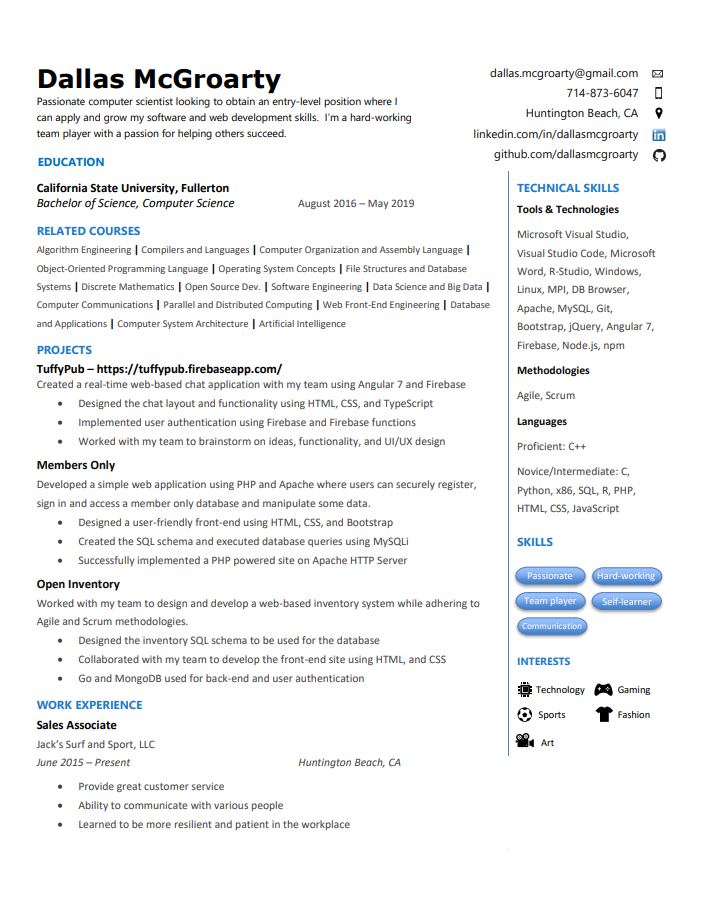 Dallas McGroarty
Passionate computer scientist looking to obtain an entry-level position where I
can apply and grow my software and web development skills.  I'm a hard-working
team player with a passion for helping others succeed.
dallas.mcgroarty@gmail.com
714-873-6047
Huntington Beach, CA
linkedin.com/in/dallasmcgroarty
github.com/dallasmcgroarty
EDUCATION
California State University, Fullerton
Bachelor of Science, Computer Science August 2016 – May 2019
RELATED COURSES
Algorithm Engineering | Compilers and Languages | Computer Organization and Assembly Language |
Object-Oriented Programming Language | Operating System Concepts | File Structures and Database
Systems | Discrete Mathematics | Open Source Dev. | Software Engineering | Data Science and Big Data |
Computer Communications | Parallel and Distributed Computing | Web Front-End Engineering | Database
and Applications | Computer System Architecture | Artificial Intelligence
PROJECTS
TuffyPub – https://tuffypub.firebaseapp.com/
Created a real-time web-based chat application with my team using Angular 7 and Firebase
• Designed the chat layout and functionality using HTML, CSS, and TypeScript
• Implemented user authentication using Firebase and Firebase functions
• Worked with my team to brainstorm on ideas, functionality, and UI/UX design
Members Only
Developed a simple web application using PHP and Apache where users can securely register,
sign in and access a member only database and manipulate some data.
• Designed a user-friendly front-end using HTML, CSS, and Bootstrap
• Created the SQL schema and executed database queries using MySQLi
• Successfully implemented a PHP powered site on Apache HTTP Server
Open Inventory
Worked with my team to design and develop a web-based inventory system while adhering to
Agile and Scrum methodologies.
• Designed the inventory SQL schema to be used for the database
• Collaborated with my team to develop the front-end site using HTML, and CSS
• Go and MongoDB used for back-end and user authentication
WORK EXPERIENCE
Sales Associate
Jack's Surf and Sport, LLC
June 2015 – Present Huntington Beach, CA
• Provide great customer service
• Ability to communicate with various people
• Learned to be more resilient and patient in the workplace
TECHNICAL SKILLS
Tools & Technologies
Microsoft Visual Studio,
Visual Studio Code, Microsoft
Word, R-Studio, Windows,
Linux, MPI, DB Browser,
Apache, MySQL, Git,
Bootstrap, jQuery, Angular 7,
Firebase, Node.js, npm
Methodologies
Agile, Scrum
Languages
Proficient: C++
Novice/Intermediate: C,
Python, x86, SQL, R, PHP,
HTML, CSS, JavaScript
SKILLS
Passionate Hard-working
Team player Self-learner
Communication
INTERESTS
Technology Gaming
Sports Fashion
Art